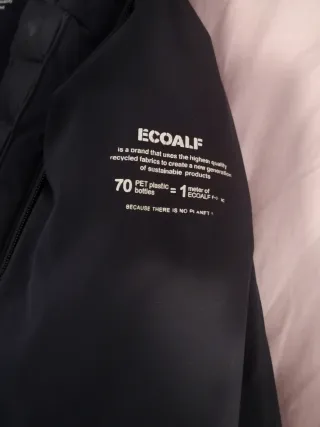 ECOALF
is a brand that uses the highest quality
recycled fabrics to create a new generation
of sustainable products
70 PET plastic bottles = 1 meter of ECOALF
BECAUSE THERE IS NO PLANET